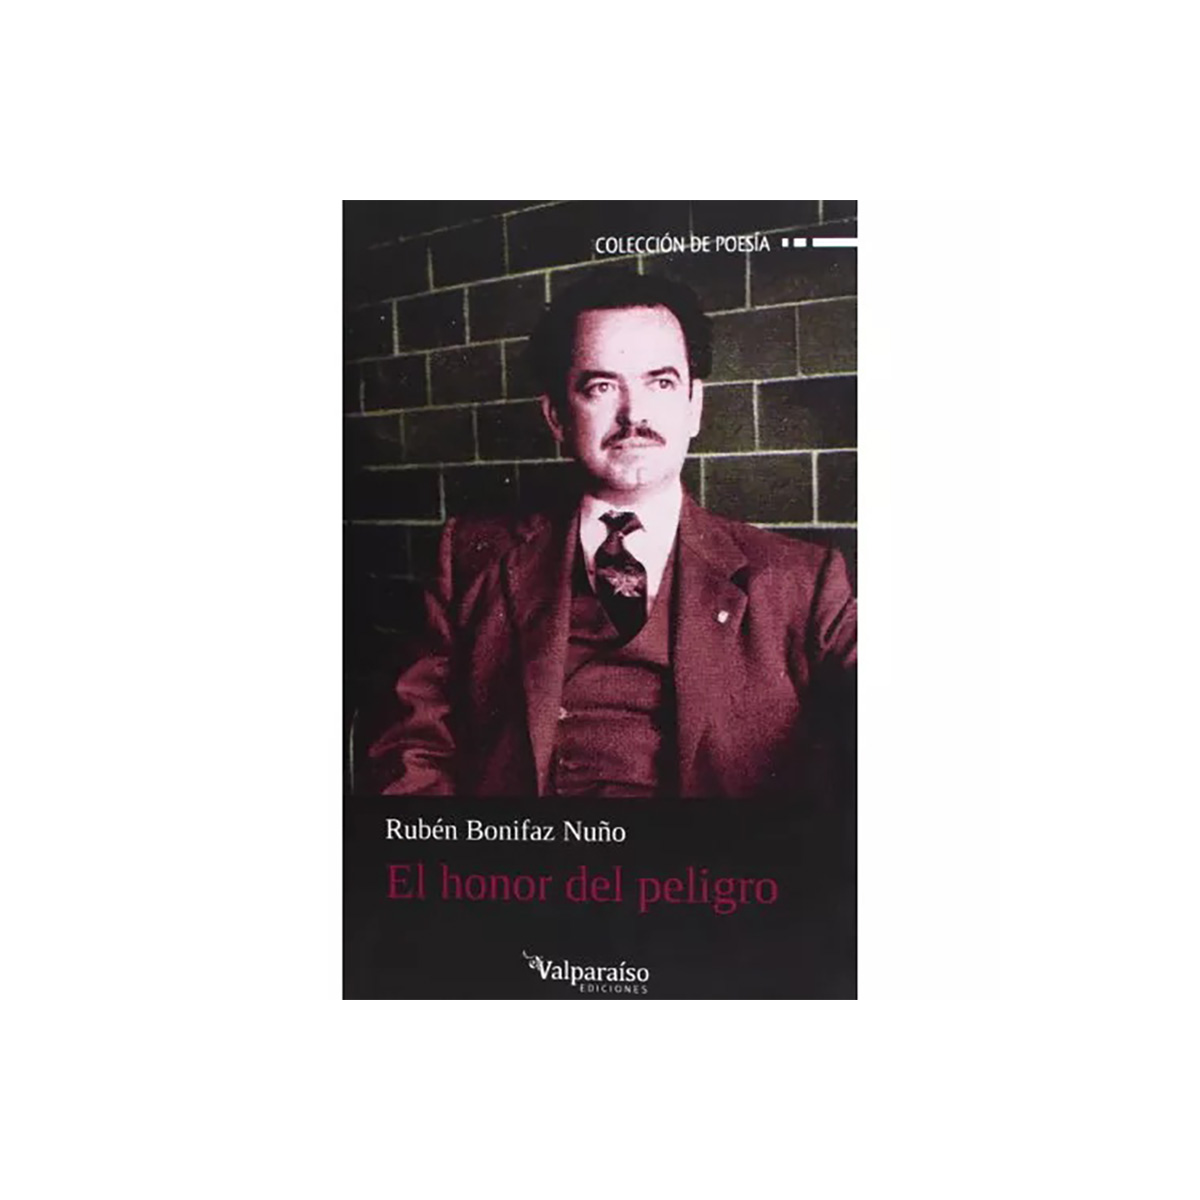 COLECCIÓN DE POESÍA
Rubén Bonifaz Nuño
El honor del peligro
Valparaíso
EDICIONES